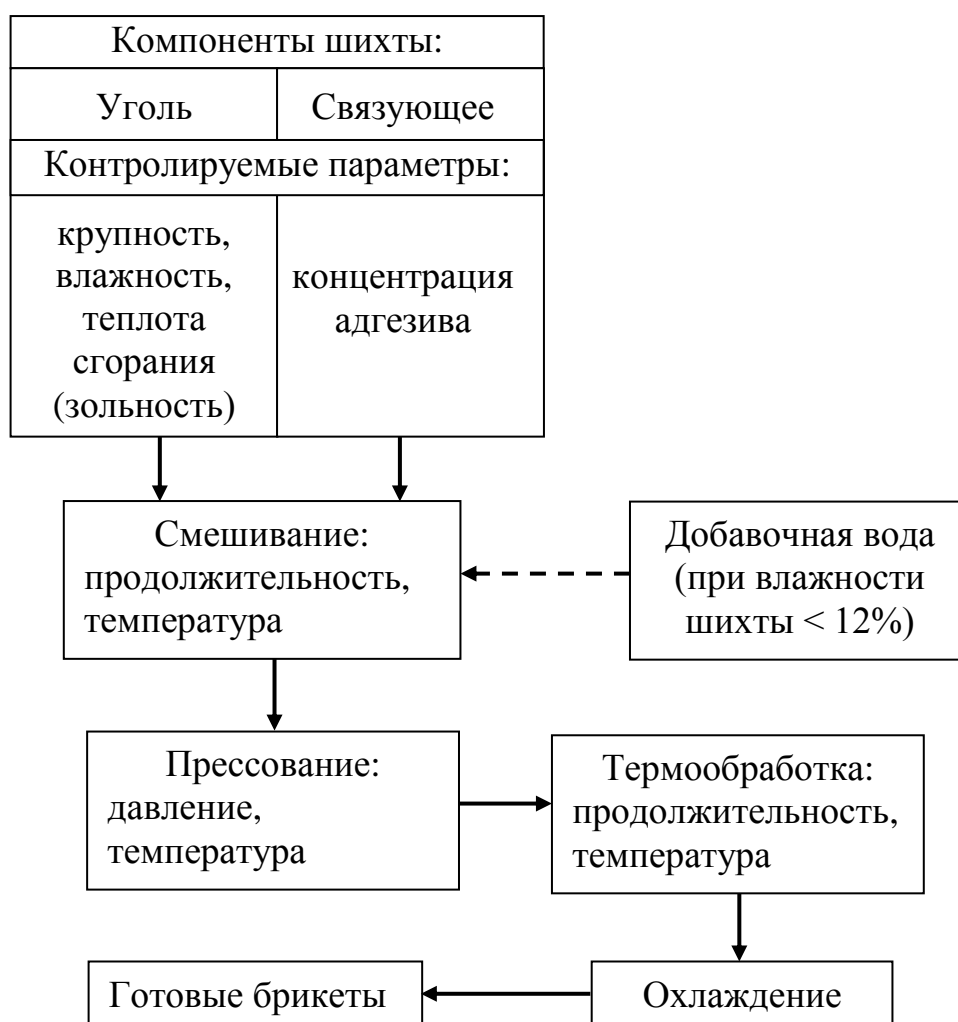 Компоненты шихты:
Уголь
Связующее
Контролируемые параметры:
крупность,
влажность,
теплота
сгорания
(зольность)
концентрация
адгезива
Смешивание:
продолжительность,
температура
Добавочная вода
(при влажности
шихты < 12%)
Прессование:
давление,
температура
Термообработка:
продолжительность,
температура
Охлаждение
Готовые брикеты